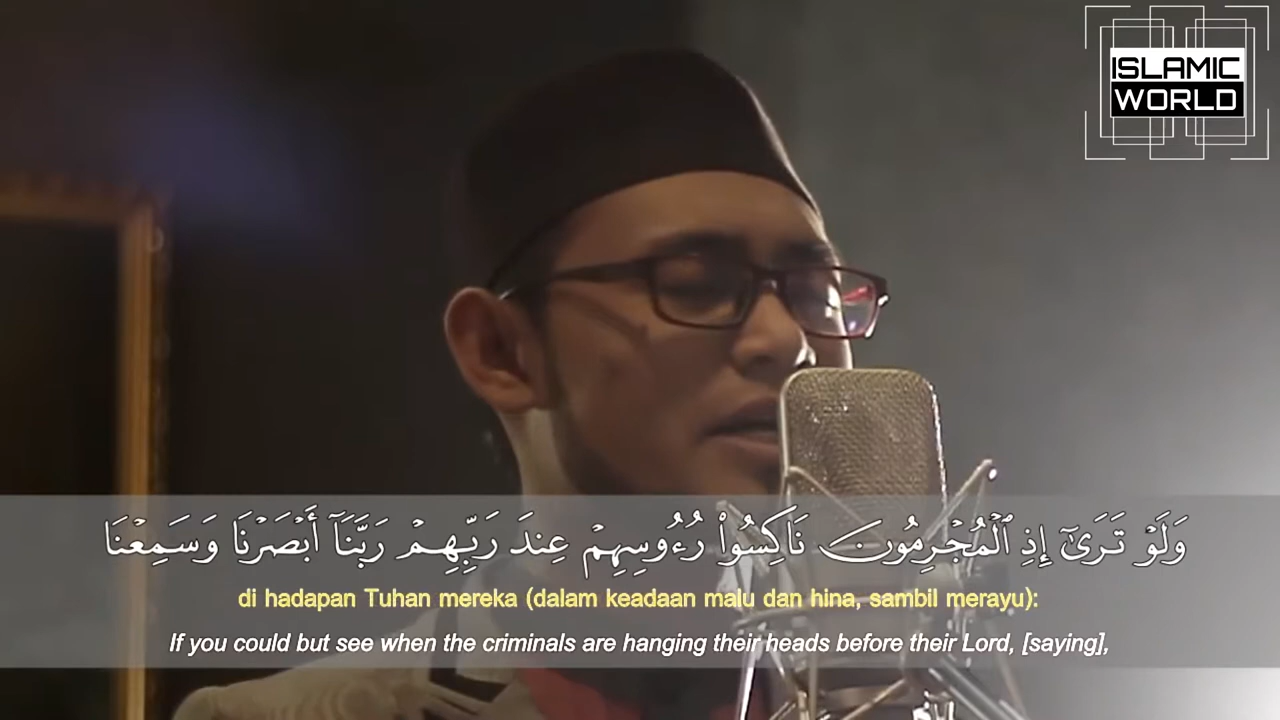 ISLAMIC
WORLD
وَلَوْ تَرَىٰٓ إِذِ ٱلْمُجْرِمُونَ نَاكِسُوا۟ رُءُوسِهِمْ عِندَ رَبِّهِمْ رَبَّنَآ أَبْصَرْنَا وَسَمِعْنَا
di hadapan Tuhan mereka (dalam keadaan malu dan hina, sambil merayu):
If you could but see when the criminals are hanging their heads before their Lord, [saying],